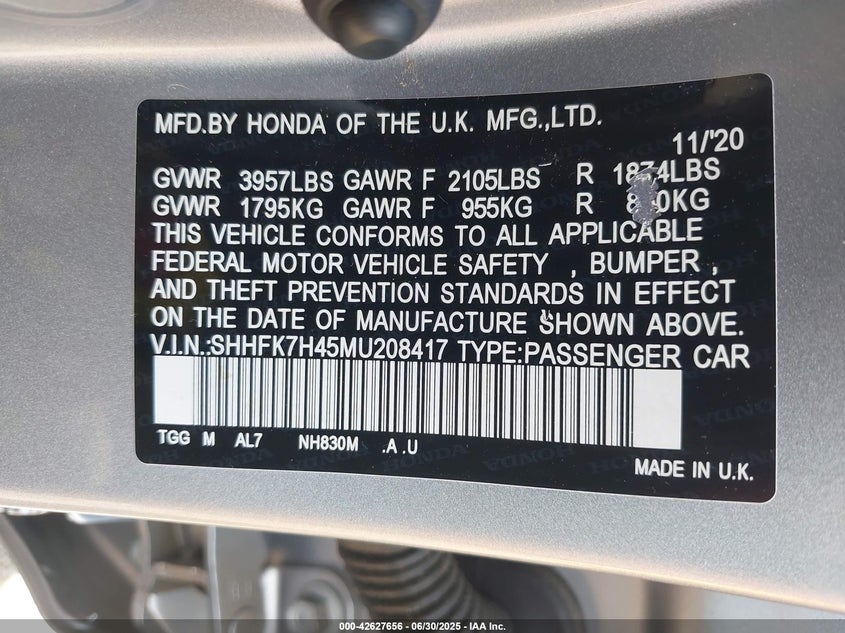 MFD.BY HONDA OF THE U.K. MFG.,LTD.
11/'20
GVWR 3957LBS GAWR F 2105LBS R 1874LBS
GVWR 1795KG GAWR F 955KG R
THIS VEHICLE CONFORMS TO ALL APPLICABLE
FEDERAL MOTOR VEHICLE SAFETY , BUMPER ,
AND THEFT PREVENTION STANDARDS IN EFFECT
ON THE DATE OF MANUFACTURE SHOWN ABOVE.
V.I.N.:SHHFK7H45MU208417 TYPE:PASSENGER CAR
TGG M AL7 NH830M .A .U
MADE IN U.K.
000-42627656 - 06/30/2025 - IAA Inc.